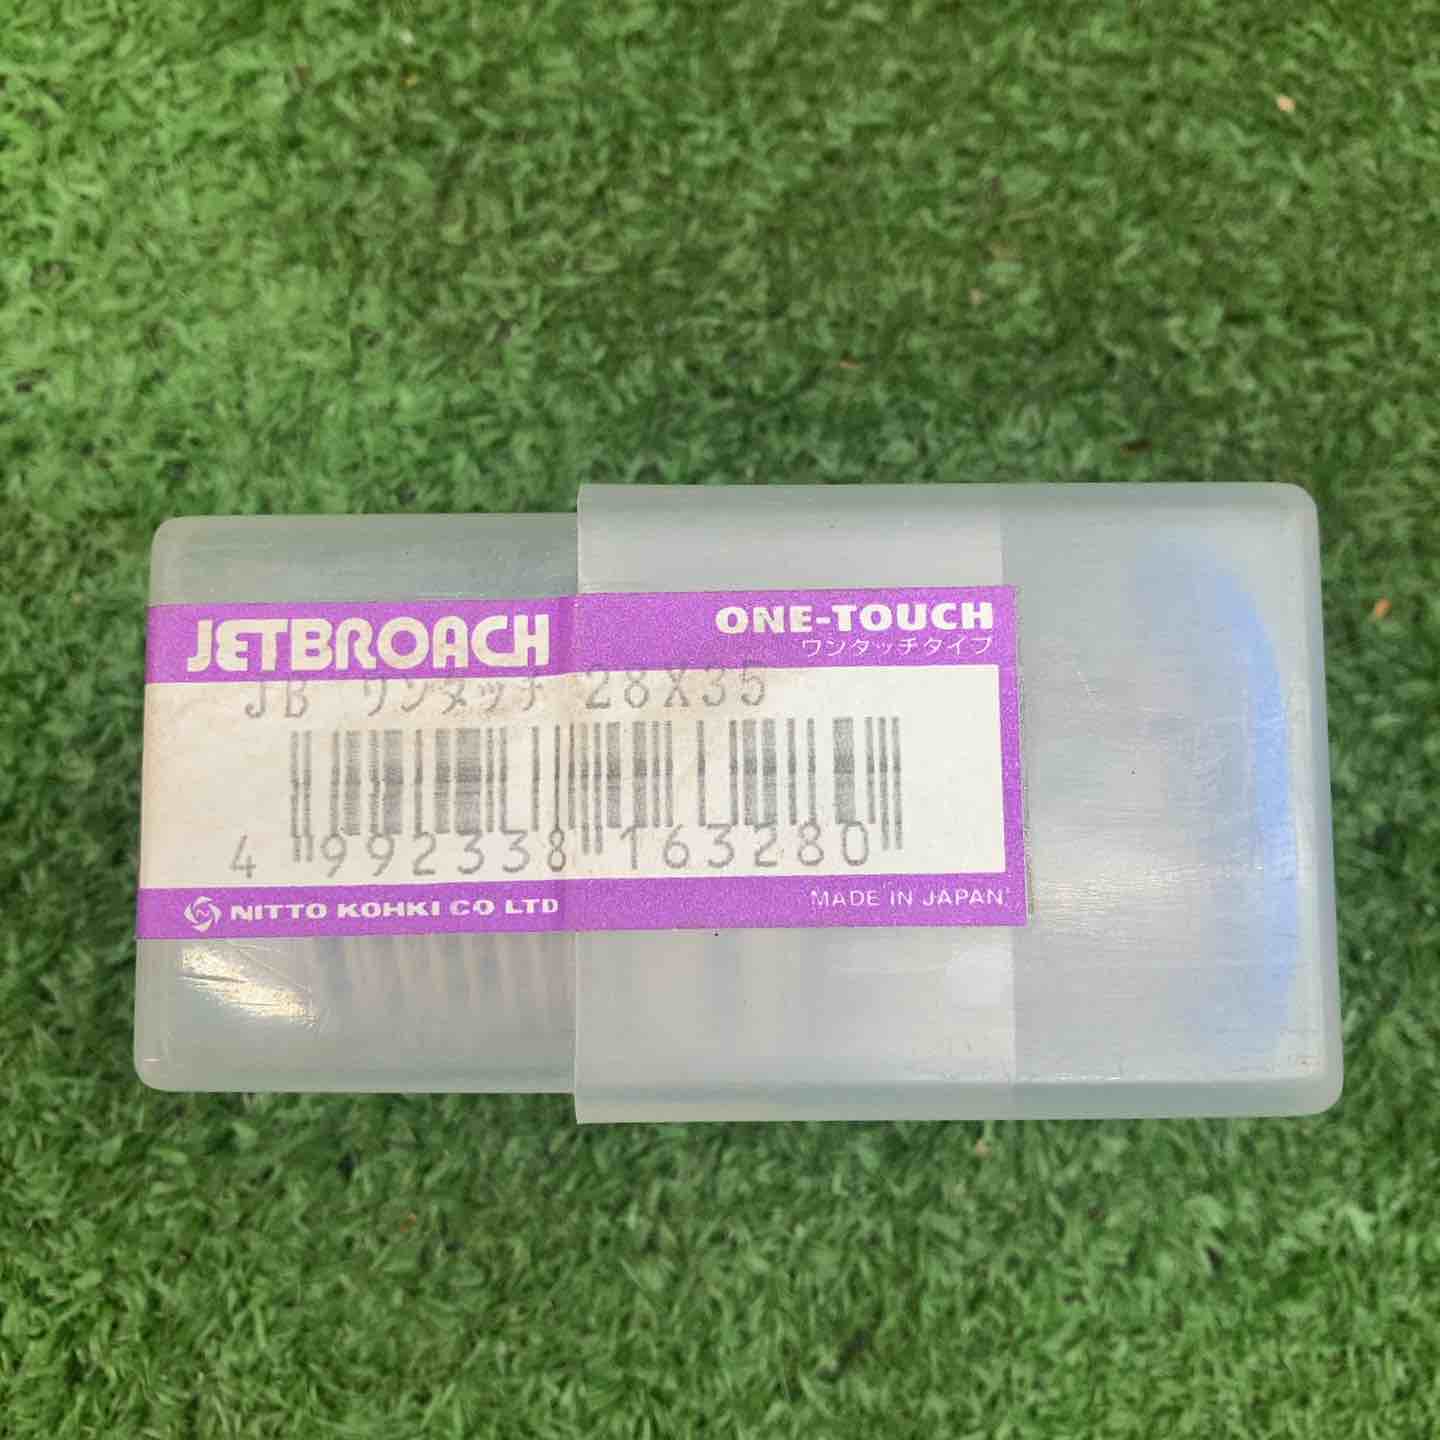 JETBROACH
ONE-TOUCH
ワンタッチタイプ
JB ワンタッチ 28X35
4 992338 163280
NITTO KOHKI CO LTD
MADE IN JAPAN